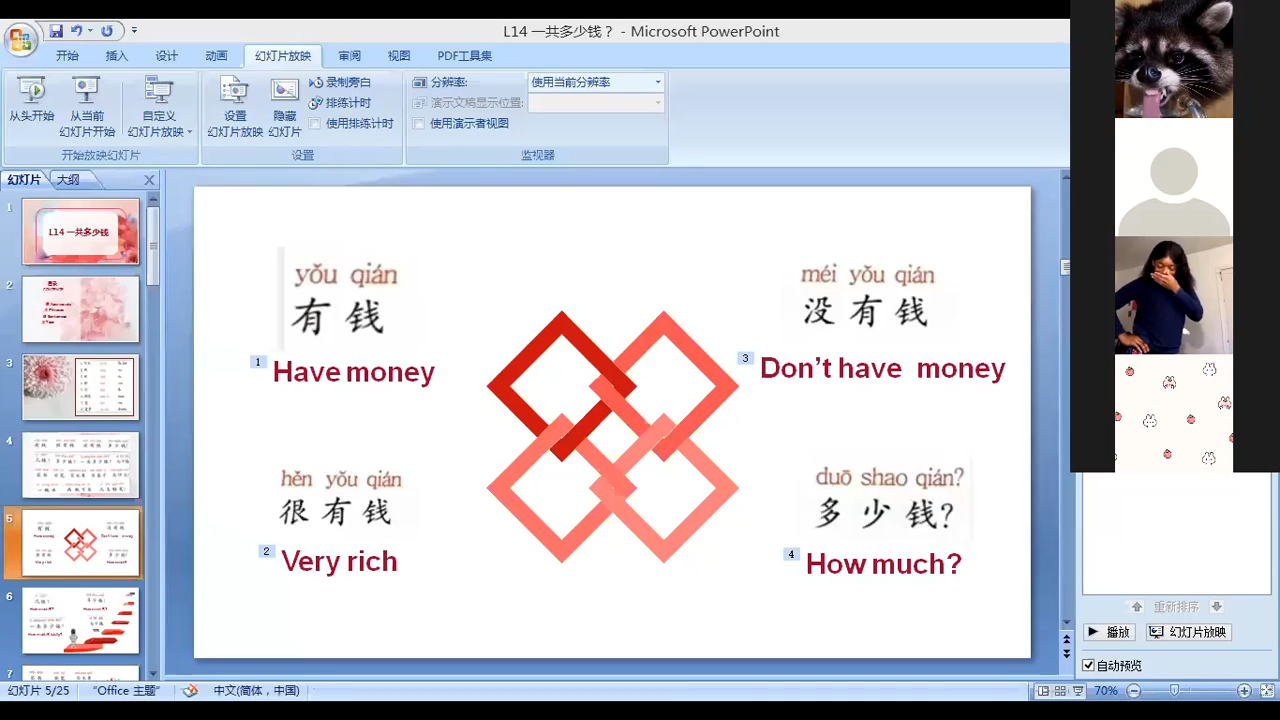 L14 一共多少钱？ - Microsoft PowerPoint
开始 插入 设计 动画 幻灯片放映 审阅 视图 PDF工具集
从头开始
从当前
幻灯片开始
自定义
幻灯片放映
开始放映幻灯片
设置
幻灯片放映
隐藏
幻灯片
录制旁白
排练计时
使用排练计时
设置
分辨率:
使用当前分辨率
演示文稿显示位置:
使用演示者视图
监视器
幻灯片 大纲
1
L14 一共多少钱
2
3
4
5
6
7
yǒu qián
有 钱
1
Have money
méi yǒu qián
没 有 钱
3
Don’t have money
hěn yǒu qián
很 有 钱
2
Very rich
duō shao qián?
多 少 钱?
4
How much?
重新排序
播放
幻灯片放映
自动预览
幻灯片 5/25
"Office 主题"
中文(简体，中国)
70%